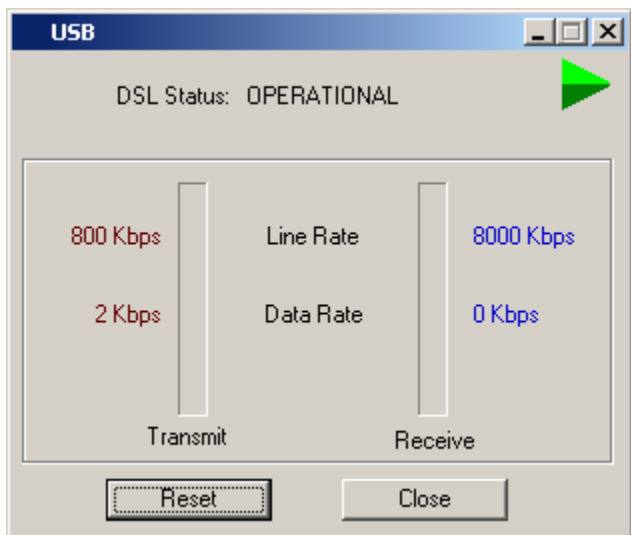 USB
DSL Status: OPERATIONAL
800 Kbps Line Rate 8000 Kbps
2 Kbps Data Rate 0 Kbps
Transmit Receive
Reset Close